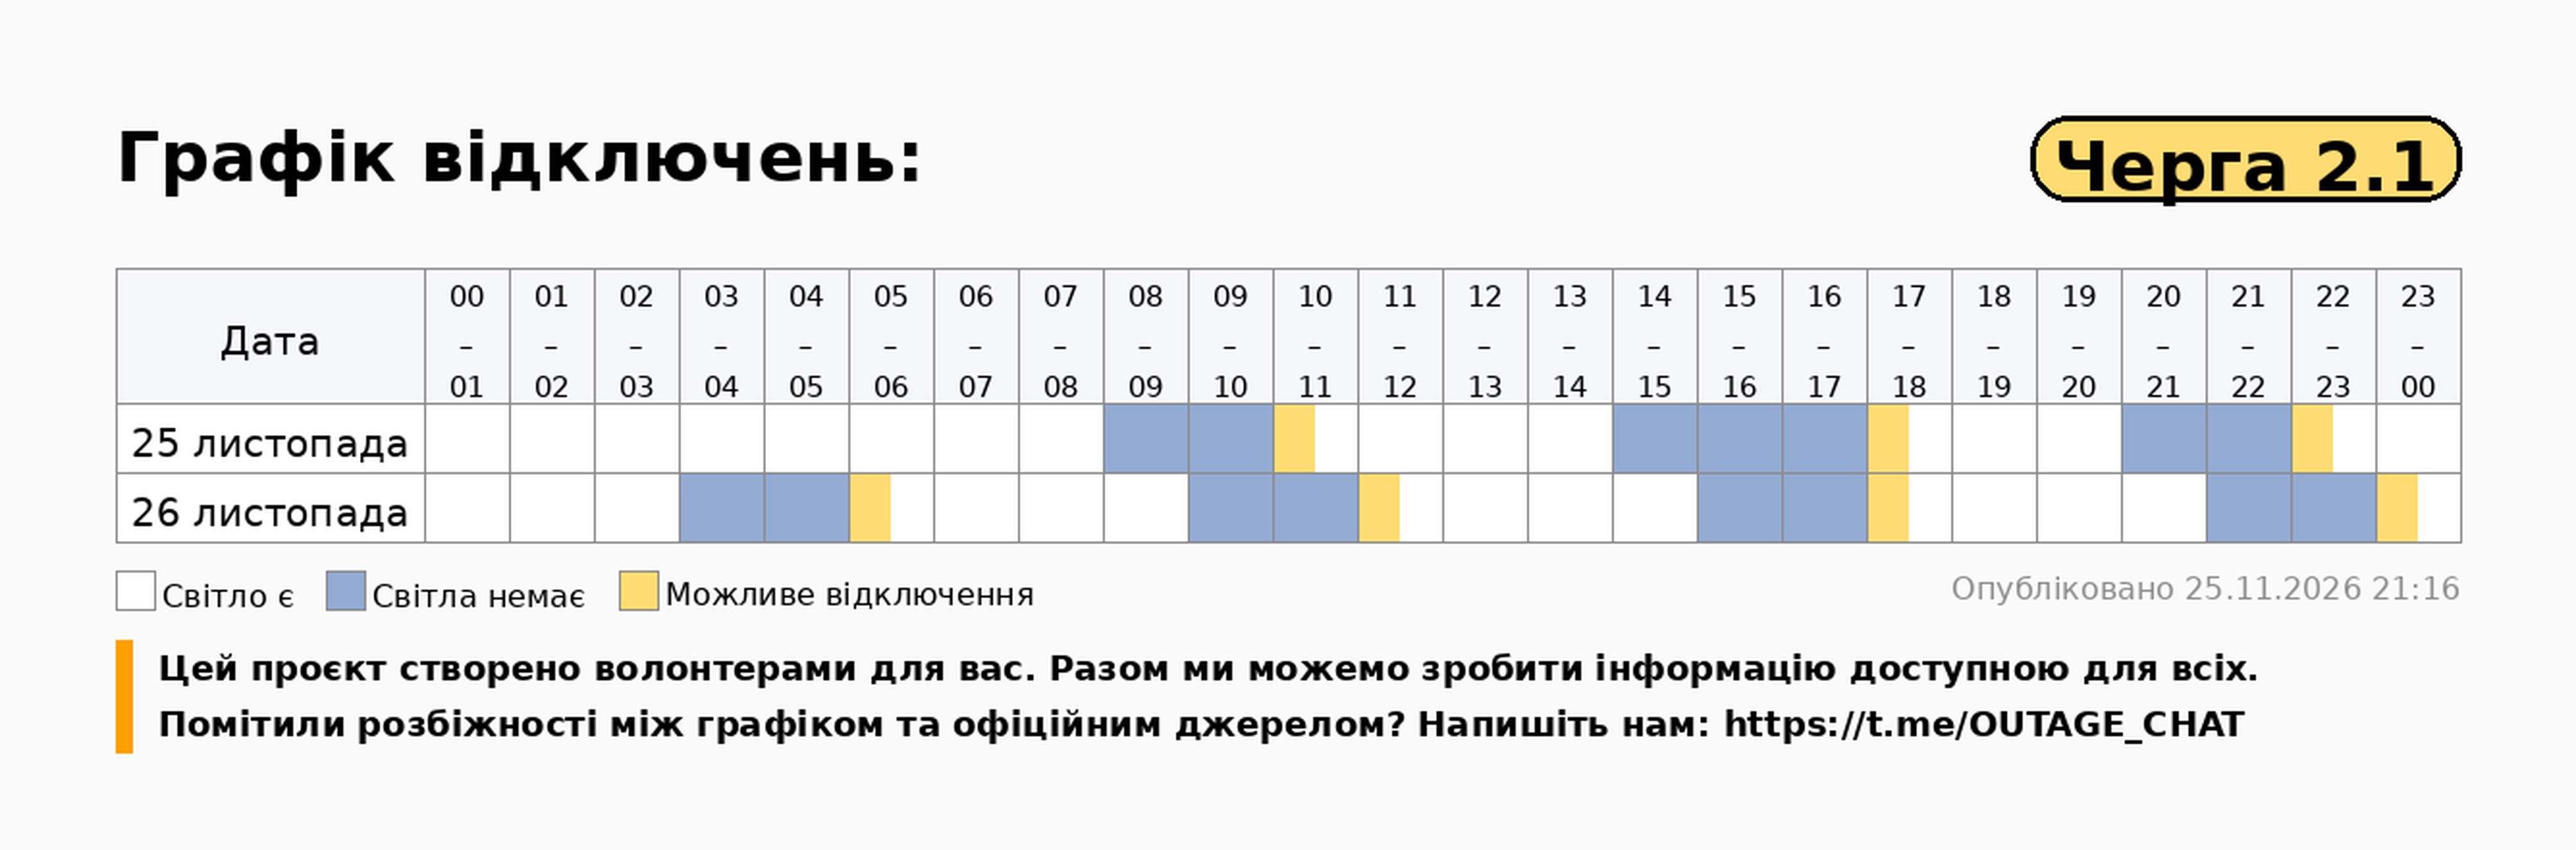 Графік відключень:
Черга 2.1
Дата
00 – 01
01 – 02
02 – 03
03 – 04
04 – 05
05 – 06
06 – 07
07 – 08
08 – 09
09 – 10
10 – 11
11 – 12
12 – 13
13 – 14
14 – 15
15 – 16
16 – 17
17 – 18
18 – 19
19 – 20
20 – 21
21 – 22
22 – 23
23 – 00
25 листопада
26 листопада
Світло є
Світла немає
Можливе відключення
Опубліковано 25.11.2026 21:16
Цей проєкт створено волонтерами для вас. Разом ми можемо зробити інформацію доступною для всіх.
Помітили розбіжності між графіком та офіційним джерелом? Напишіть нам: https://t.me/OUTAGE_CHAT